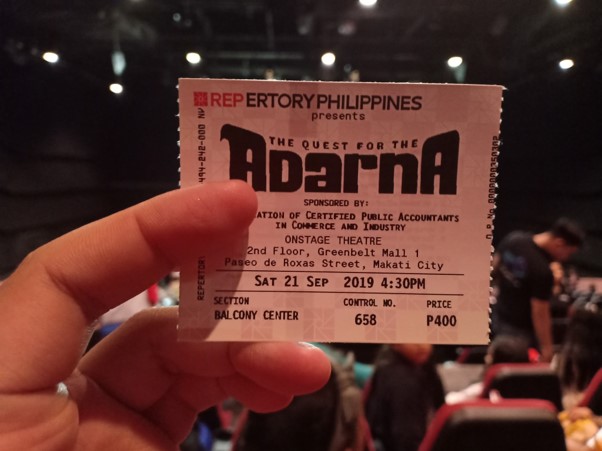 REPERTORY PHILIPPINES
presents
THE QUEST FOR THE
ADARNA
SPONSORED BY:
OF CERTIFIED PUBLIC ACCOUNTANTS
IN COMMERCE AND INDUSTRY
ONSTAGE THEATRE
2nd Floor, Greenbelt Mall 1
Paseo de Roxas Street, Makati City
SAT 21 SEP 2019 4:30PM
SECTION CONTROL NO. PRICE
BALCONY CENTER 658 P400